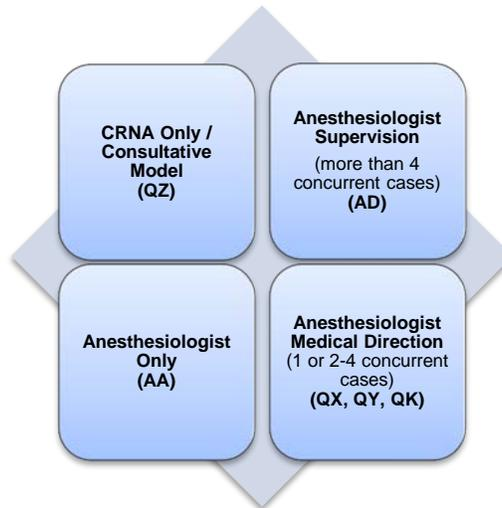 CRNA Only /
Consultative
Model
(QZ)
Anesthesiologist
Supervision
(more than 4
concurrent cases)
(AD)
Anesthesiologist
Only
(AA)
Anesthesiologist
Medical Direction
(1 or 2-4 concurrent
cases)
(QX, QY, QK)